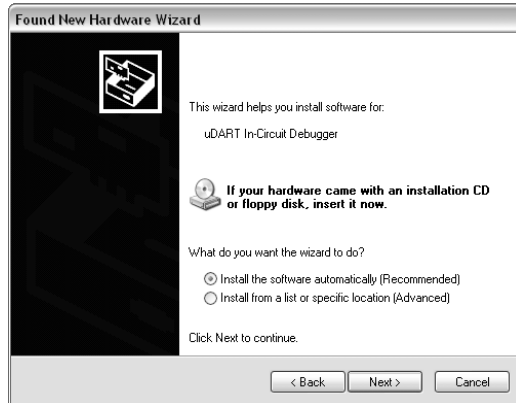 Found New Hardware Wizard
This wizard helps you install software for:
uDART In-Circuit Debugger
If your hardware came with an installation CD
or floppy disk, insert it now.
What do you want the wizard to do?
Install the software automatically (Recommended)
Install from a list or specific location (Advanced)
Click Next to continue.
< Back Next > Cancel